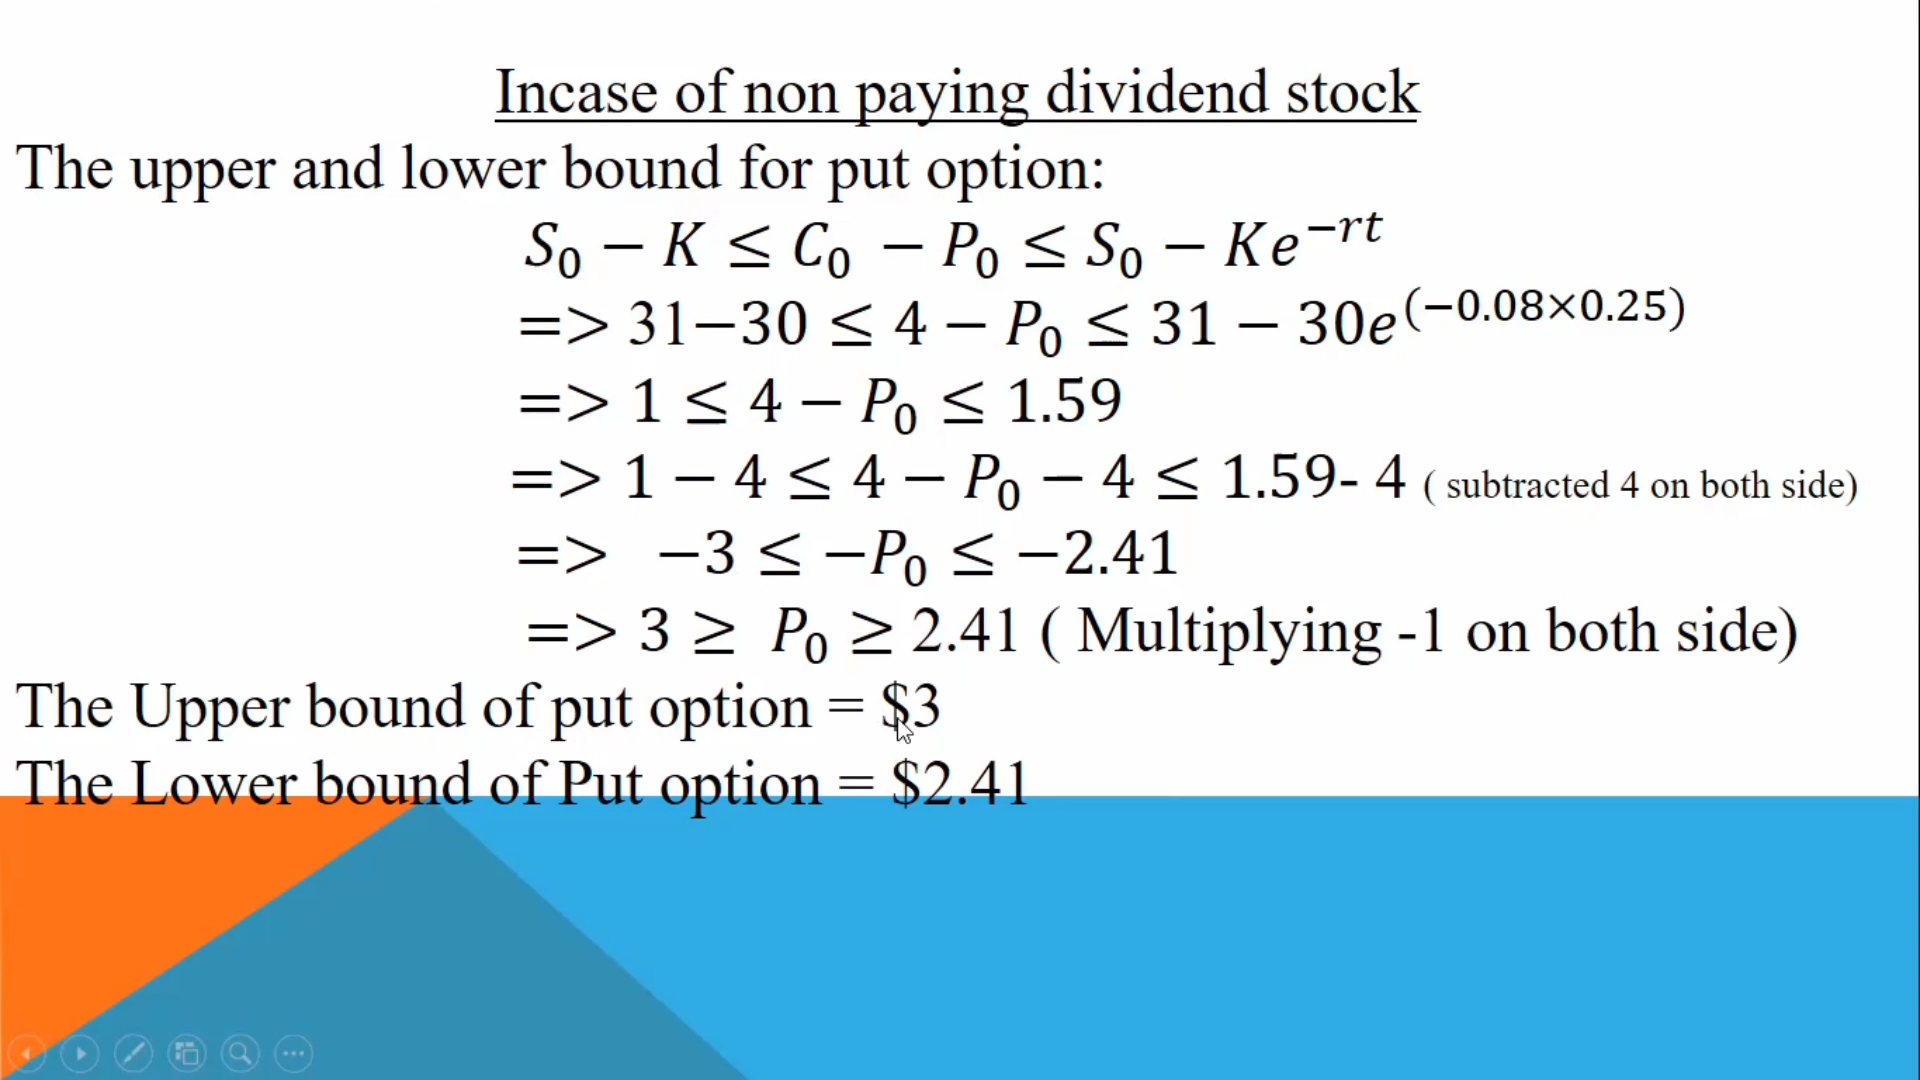 Incase of non paying dividend stock
The upper and lower bound for put option:
S₀ − K ≤ C₀ − P₀ ≤ S₀ − Ke^−rt
=> 31−30 ≤ 4 − P₀ ≤ 31 − 30e^(−0.08×0.25)
=> 1 ≤ 4 − P₀ ≤ 1.59
=> 1 − 4 ≤ 4 − P₀ − 4 ≤ 1.59- 4 ( subtracted 4 on both side)
=> −3 ≤ −P₀ ≤ −2.41
=> 3 ≥ P₀ ≥ 2.41 ( Multiplying -1 on both side)
The Upper bound of put option = $3
The Lower bound of Put option = $2.41